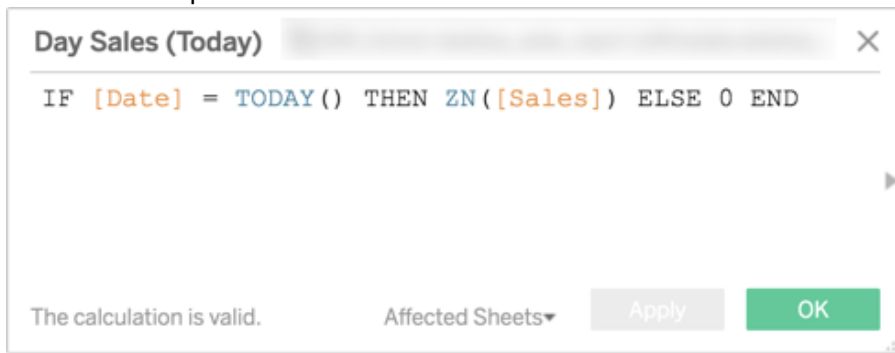 Day Sales (Today)
IF [Date] = TODAY() THEN ZN([Sales]) ELSE 0 END
The calculation is valid.
Affected Sheets▾
Apply
OK